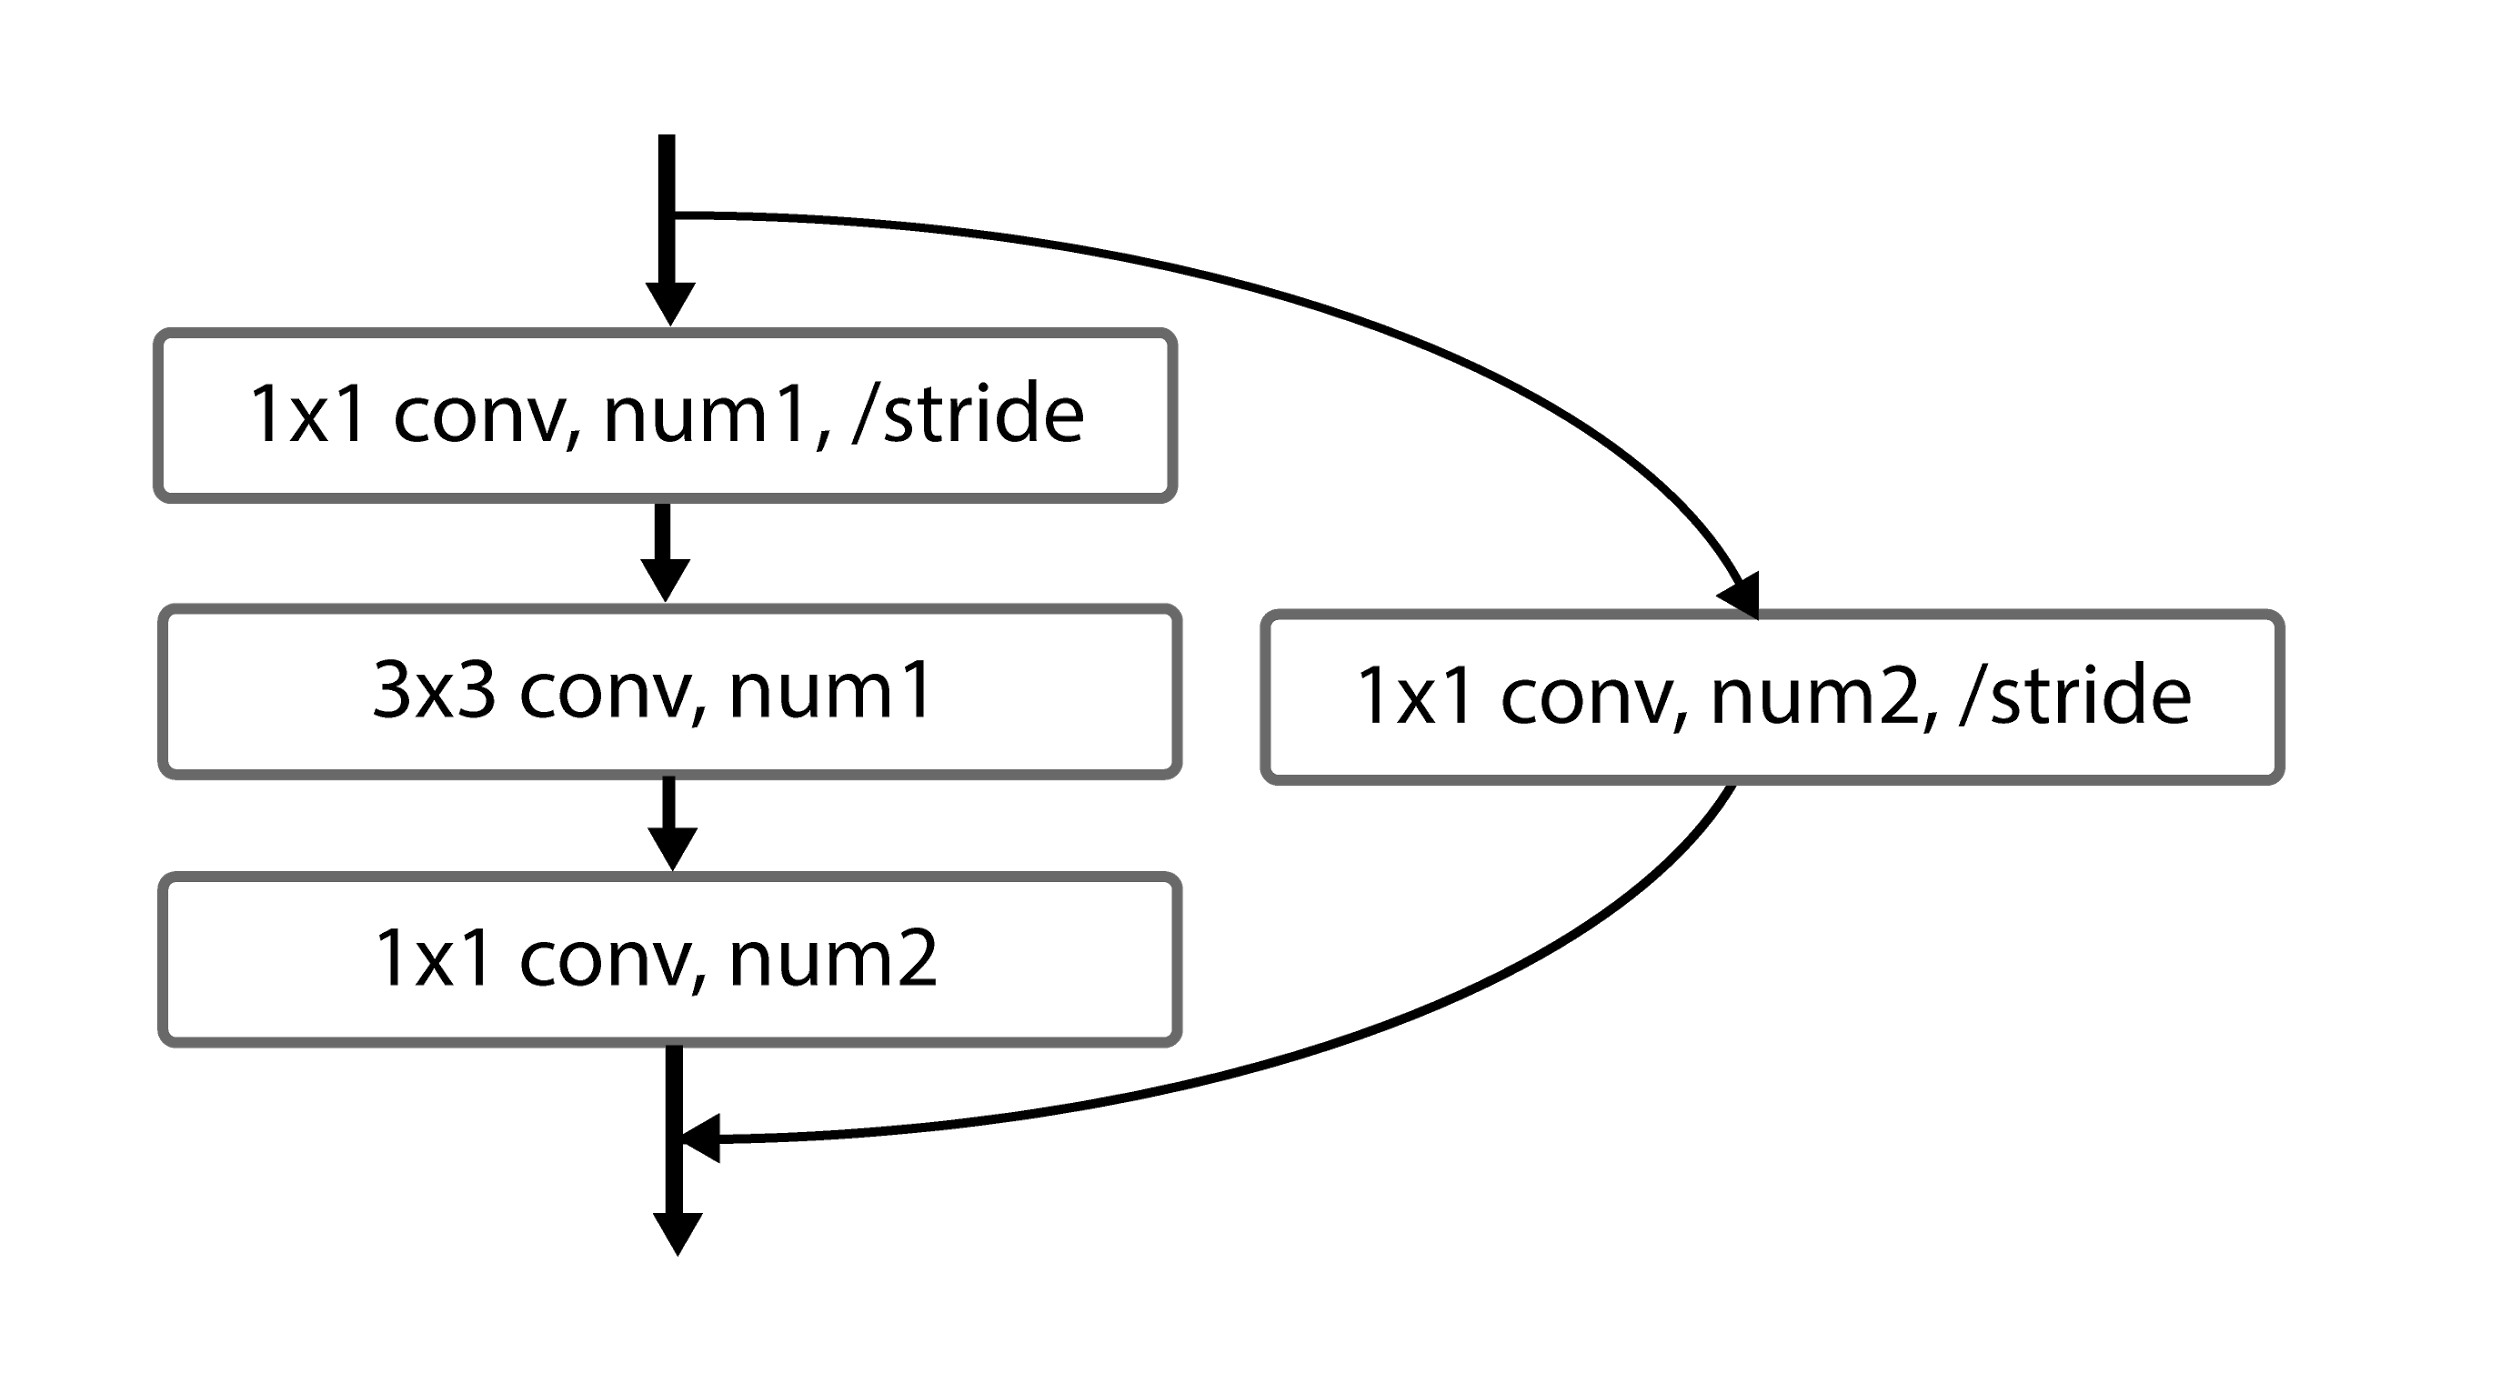 1x1 conv, num1, /stride
3x3 conv, num1
1x1 conv, num2, /stride
1x1 conv, num2